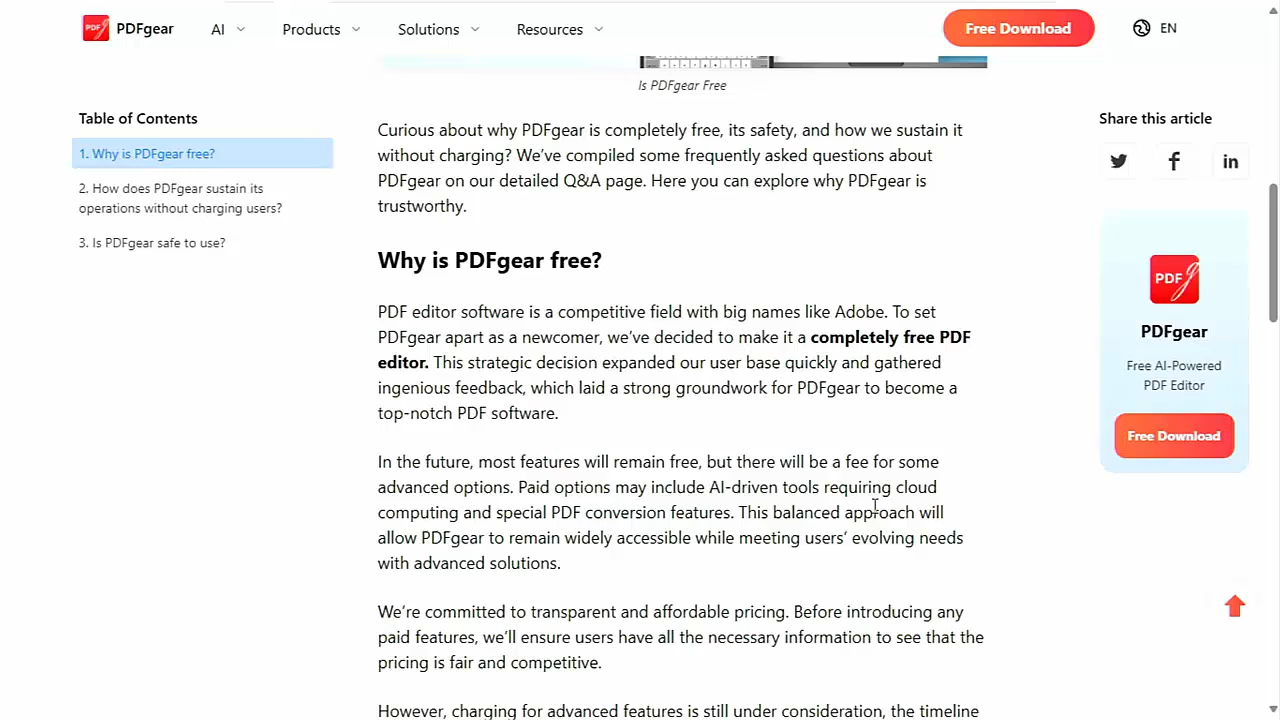 PDF PDFgear AI Products Solutions Resources Free Download EN
Is PDFgear Free
Table of Contents
1. Why is PDFgear free?
2. How does PDFgear sustain its
operations without charging users?
3. Is PDFgear safe to use?
Curious about why PDFgear is completely free, its safety, and how we sustain it
without charging? We've compiled some frequently asked questions about
PDFgear on our detailed Q&A page. Here you can explore why PDFgear is
trustworthy.
Why is PDFgear free?
PDF editor software is a competitive field with big names like Adobe. To set
PDFgear apart as a newcomer, we've decided to make it a completely free PDF
editor. This strategic decision expanded our user base quickly and gathered
ingenious feedback, which laid a strong groundwork for PDFgear to become a
top-notch PDF software.
In the future, most features will remain free, but there will be a fee for some
advanced options. Paid options may include AI-driven tools requiring cloud
computing and special PDF conversion features. This balanced approach will
allow PDFgear to remain widely accessible while meeting users' evolving needs
with advanced solutions.
We're committed to transparent and affordable pricing. Before introducing any
paid features, we'll ensure users have all the necessary information to see that the
pricing is fair and competitive.
However, charging for advanced features is still under consideration, the timeline
Share this article
PDF
PDFgear
Free AI-Powered
PDF Editor
Free Download